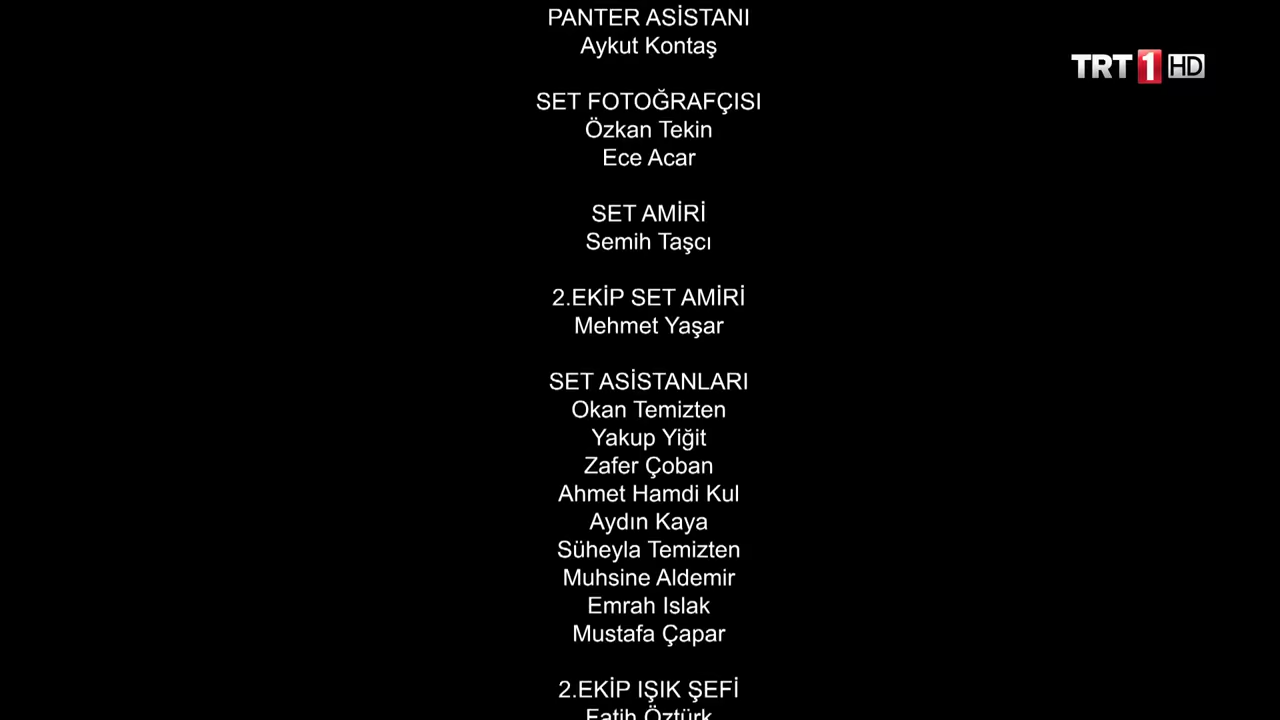 PANTER ASİSTANI
Aykut Kontaş
TRT 1 HD
SET FOTOĞRAFÇISI
Özkan Tekin
Ece Acar
SET AMİRİ
Semih Taşcı
2.EKİP SET AMİRİ
Mehmet Yaşar
SET ASİSTANLARI
Okan Temizten
Yakup Yiğit
Zafer Çoban
Ahmet Hamdi Kul
Aydın Kaya
Süheyla Temizten
Muhsine Aldemir
Emrah Islak
Mustafa Çapar
2.EKİP IŞIK ŞEFİ
Fatih Öztürk